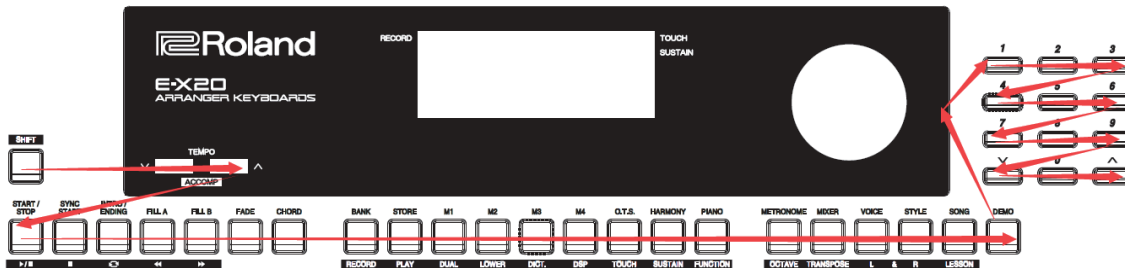 Roland
RECORD
TOUCH
SUSTAIN
E-X20
ARRANGER KEYBOARDS
TEMPO
ACCOMP
SHIFT
1 2 3
4 5 6
7 8 9
0
START / STOP SYNC START INTRO / ENDING FILL A FILL B FADE CHORD BANK STORE M1 M2 M3 M4 O.T.S. HARMONY PIANO METRONOME MIXER VOICE STYLE SONG DEMO
RECORD PLAY DUAL LOWER DICT. DSP TOUCH SUSTAIN FUNCTION OCTAVE TRANSPOSE L & R LESSON